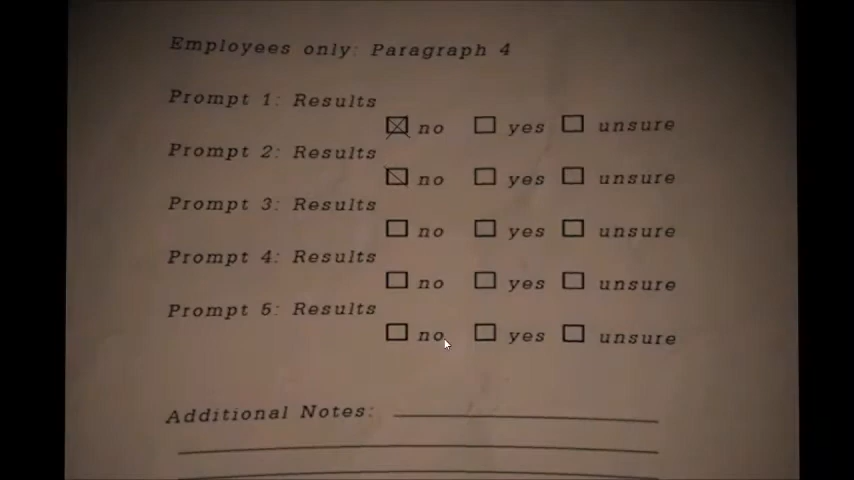 Employees only: Paragraph 4
Prompt 1: Results
no yes unsure
Prompt 2: Results
no yes unsure
Prompt 3: Results
no yes unsure
Prompt 4: Results
no yes unsure
Prompt 5: Results
no yes unsure
Additional Notes: